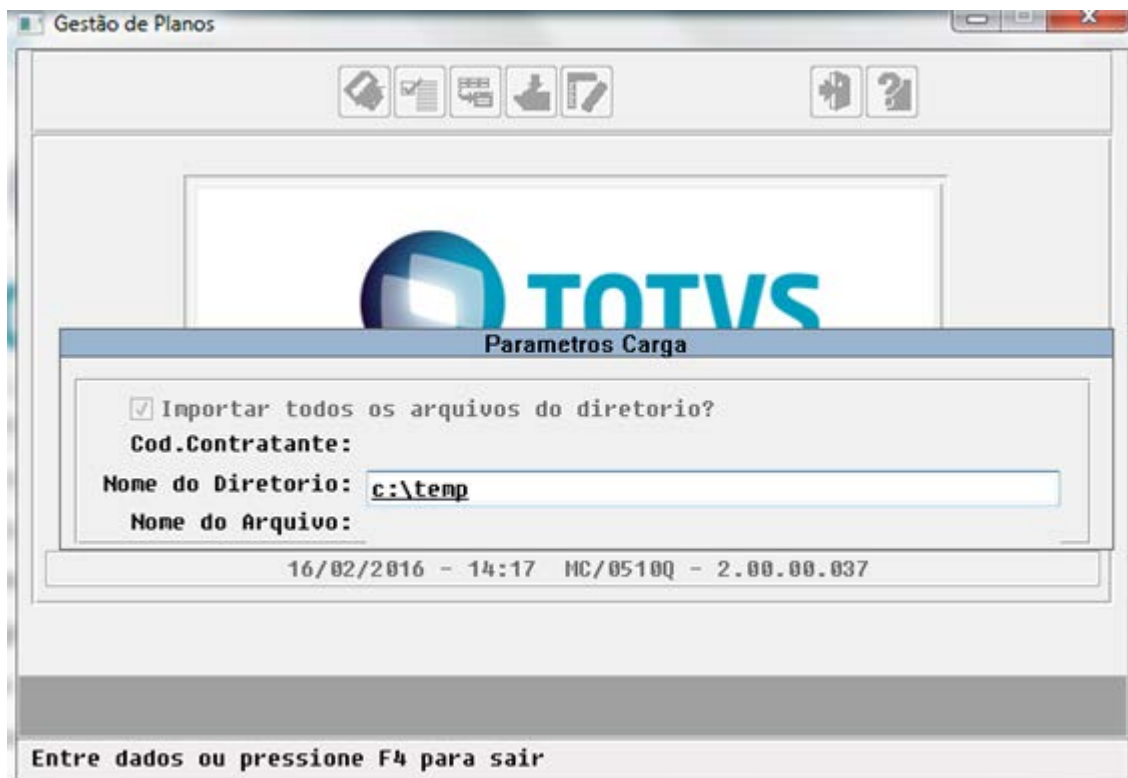 Gestão de Planos
TOTVS
Parametros Carga
Importar todos os arquivos do diretorio?
Cod.Contratante:
Nome do Diretorio: c:\temp
Nome do Arquivo:
16/02/2016 - 14:17 MC/0510Q - 2.00.00.037
Entre dados ou pressione F4 para sair